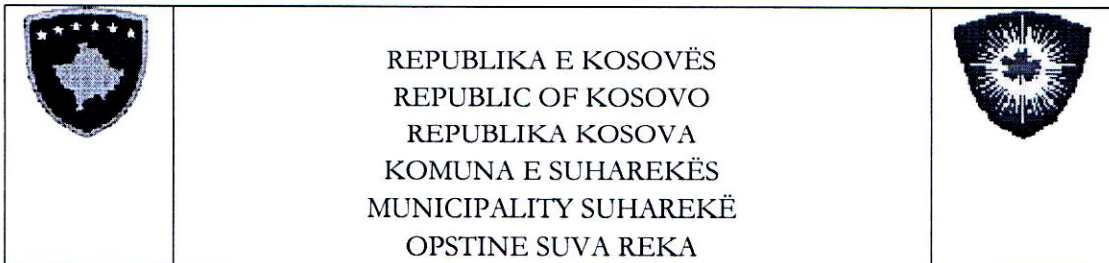 REPUBLIKA E KOSOVËS
REPUBLIC OF KOSOVO
REPUBLIKA KOSOVA
KOMUNA E SUHAREKËS
MUNICIPALITY SUHAREKË
OPSTINE SUVA REKA